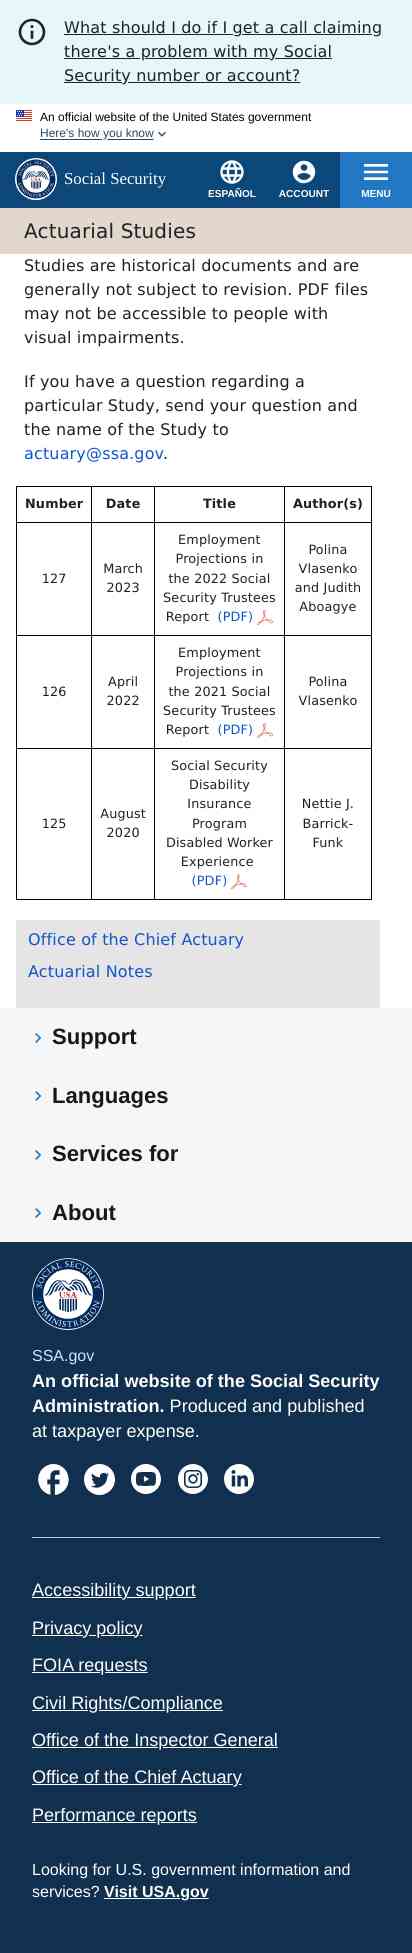 What should I do if I get a call claiming
there's a problem with my Social
Security number or account?
An official website of the United States government
Here's how you know
Social Security
ESPAÑOL
ACCOUNT
MENU
Actuarial Studies
Studies are historical documents and are
generally not subject to revision. PDF files
may not be accessible to people with
visual impairments.
If you have a question regarding a
particular Study, send your question and
the name of the Study to
actuary@ssa.gov.
Number Date Title Author(s)
127
March
2023
Employment
Projections in
the 2022 Social
Security Trustees
Report (PDF)
Polina
Vlasenko
and Judith
Aboagye
126
April
2022
Employment
Projections in
the 2021 Social
Security Trustees
Report (PDF)
Polina
Vlasenko
125
August
2020
Social Security
Disability
Insurance
Program
Disabled Worker
Experience
(PDF)
Nettie J.
Barrick-
Funk
Office of the Chief Actuary
Actuarial Notes
Support
Languages
Services for
About
SOCIAL SECURITY
ADMINISTRATION
USA
SSA.gov
An official website of the Social Security
Administration. Produced and published
at taxpayer expense.
Accessibility support
Privacy policy
FOIA requests
Civil Rights/Compliance
Office of the Inspector General
Office of the Chief Actuary
Performance reports
Looking for U.S. government information and
services? Visit USA.gov